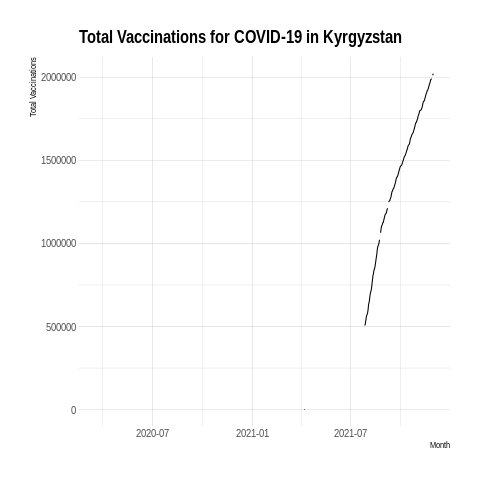 Total Vaccinations for COVID-19 in Kyrgyzstan
Total Vaccinations
2000000
1500000
1000000
500000
0
2020-07 2021-01 2021-07
Month